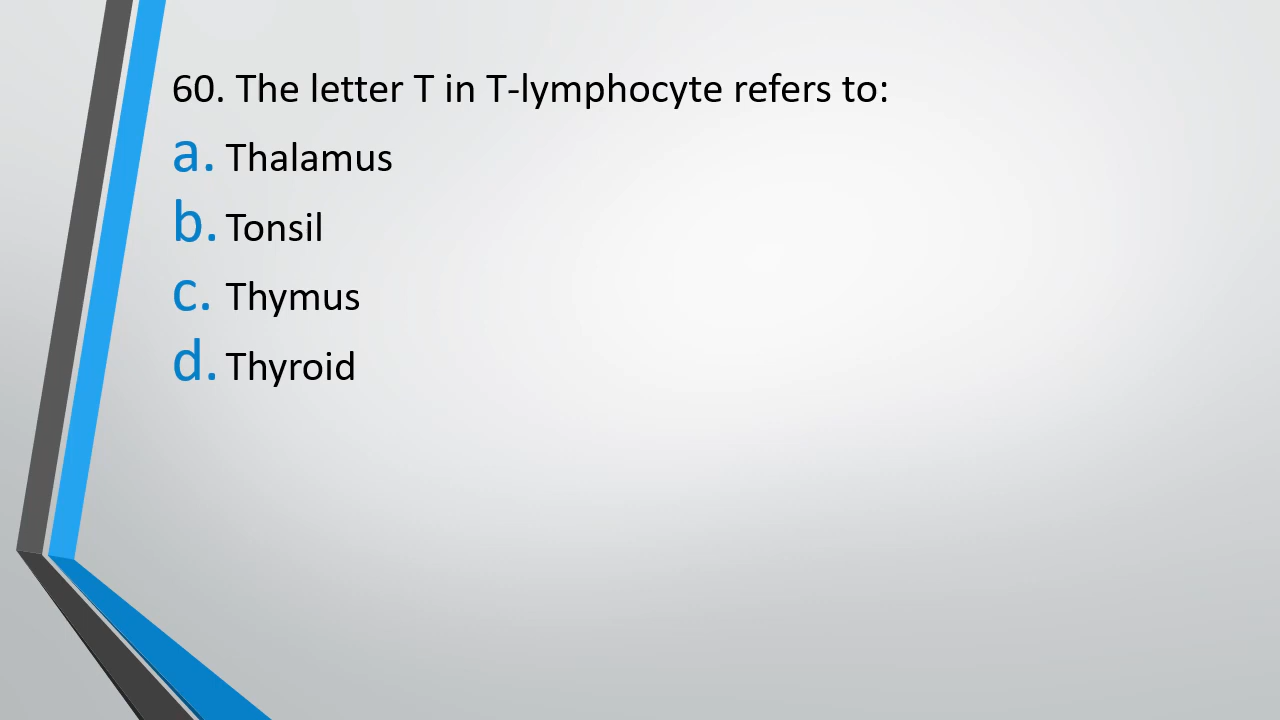 60. The letter T in T-lymphocyte refers to:
a. Thalamus
b. Tonsil
c. Thymus
d. Thyroid